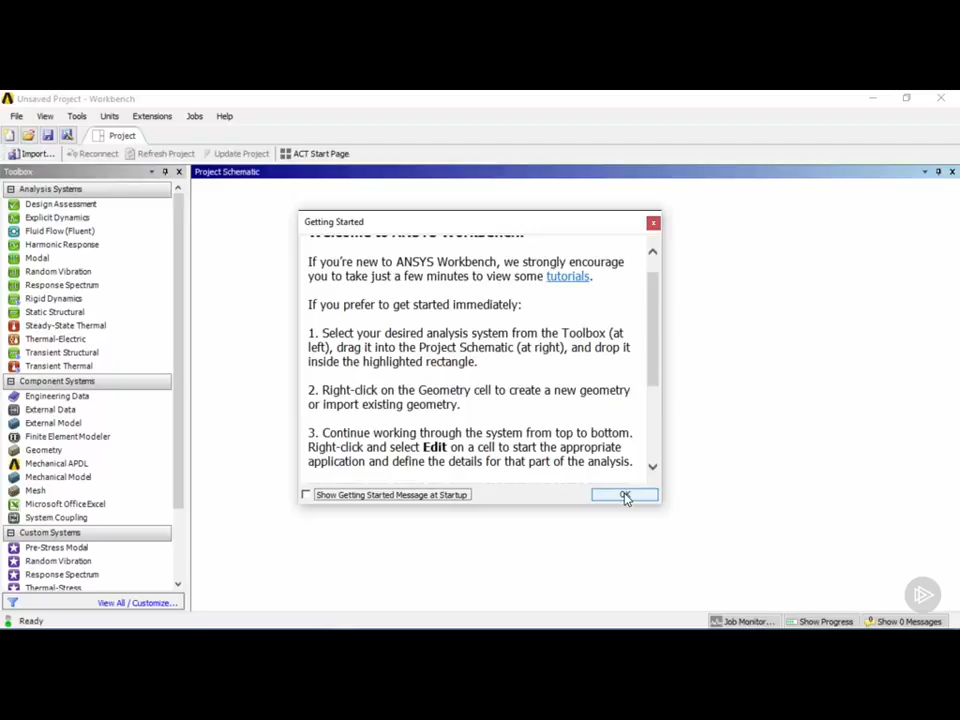 Unsaved Project - Workbench
File View Tools Units Extensions Jobs Help
Project
Import... Reconnect Refresh Project Update Project ACT Start Page
Toolbox
Project Schematic
Analysis Systems
Design Assessment
Explicit Dynamics
Fluid Flow (Fluent)
Harmonic Response
Modal
Random Vibration
Response Spectrum
Rigid Dynamics
Static Structural
Steady-State Thermal
Thermal-Electric
Transient Structural
Transient Thermal
Component Systems
Engineering Data
External Data
External Model
Finite Element Modeler
Geometry
Mechanical APDL
Mechanical Model
Mesh
Microsoft Office Excel
System Coupling
Custom Systems
Pre-Stress Modal
Random Vibration
Response Spectrum
Thermal-Stress
View All / Customize...
Getting Started
Welcome to ANSYS Workbench!
If you're new to ANSYS Workbench, we strongly encourage
you to take just a few minutes to view some tutorials.
If you prefer to get started immediately:
1. Select your desired analysis system from the Toolbox (at
left), drag it into the Project Schematic (at right), and drop it
inside the highlighted rectangle.
2. Right-click on the Geometry cell to create a new geometry
or import existing geometry.
3. Continue working through the system from top to bottom.
Right-click and select Edit on a cell to start the appropriate
application and define the details for that part of the analysis.
Show Getting Started Message at Startup
OK
Ready
Job Monitor... Show Progress Show 0 Messages